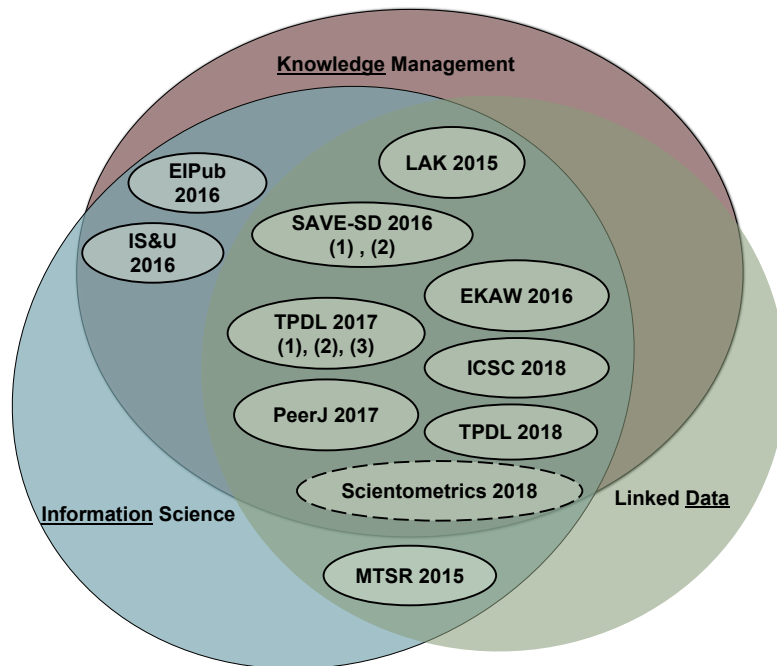 Knowledge Management
LAK 2015
ElPub
2016
SAVE-SD 2016
(1) , (2)
IS&U
2016
EKAW 2016
TPDL 2017
(1), (2), (3)
ICSC 2018
PeerJ 2017
TPDL 2018
Scientometrics 2018
Information Science
Linked Data
MTSR 2015